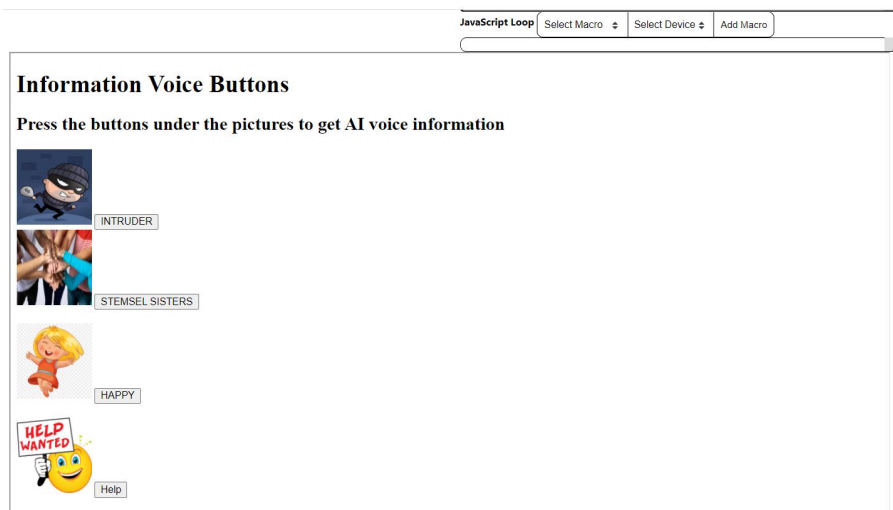 JavaScript Loop Select Macro Select Device Add Macro
Information Voice Buttons
Press the buttons under the pictures to get AI voice information
INTRUDER
STEMSEL SISTERS
HAPPY
HELP
WANTED
Help